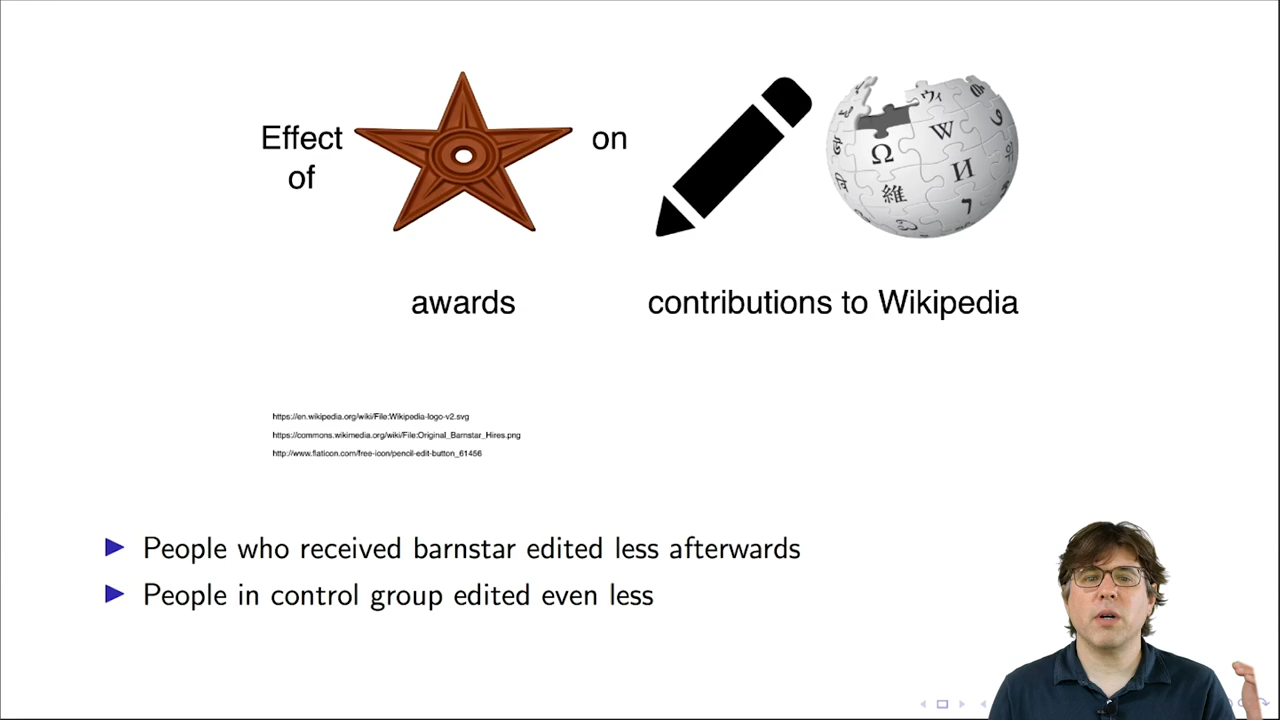 Effect
of
on
awards
contributions to Wikipedia
https://en.wikipedia.org/wiki/File:Wikipedia-logo-v2.svg
https://commons.wikimedia.org/wiki/File:Original_Barnstar_Hires.png
http://www.flaticon.com/free-icon/pencil-edit-button_61456
People who received barnstar edited less afterwards
People in control group edited even less